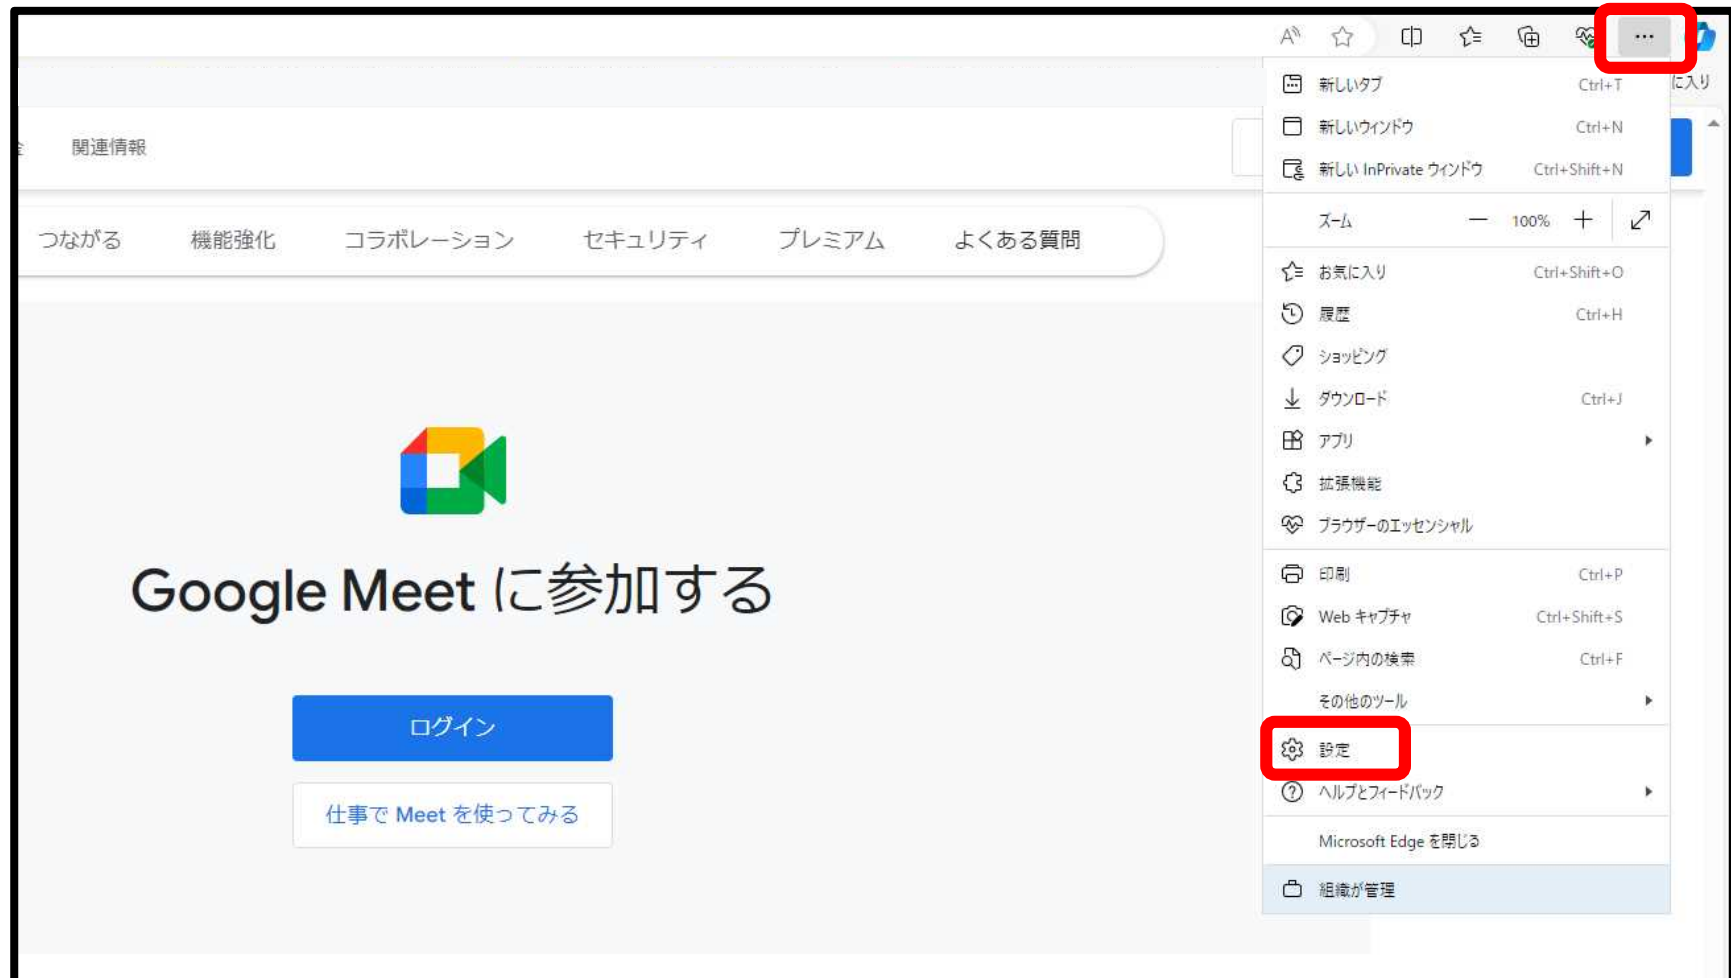 に入り
関連情報
つながる 機能強化 コラボレーション セキュリティ プレミアム よくある質問
Google Meet に参加する
ログイン
仕事で Meet を使ってみる
新しいタブ Ctrl+T
新しいウィンドウ Ctrl+N
新しい InPrivate ウィンドウ Ctrl+Shift+N
ズーム 100%
お気に入り Ctrl+Shift+O
履歴 Ctrl+H
ショッピング
ダウンロード Ctrl+J
アプリ
拡張機能
ブラウザーのエッセンシャル
印刷 Ctrl+P
Web キャプチャ Ctrl+Shift+S
ページ内の検索 Ctrl+F
その他のツール
設定
ヘルプとフィードバック
Microsoft Edge を閉じる
組織が管理